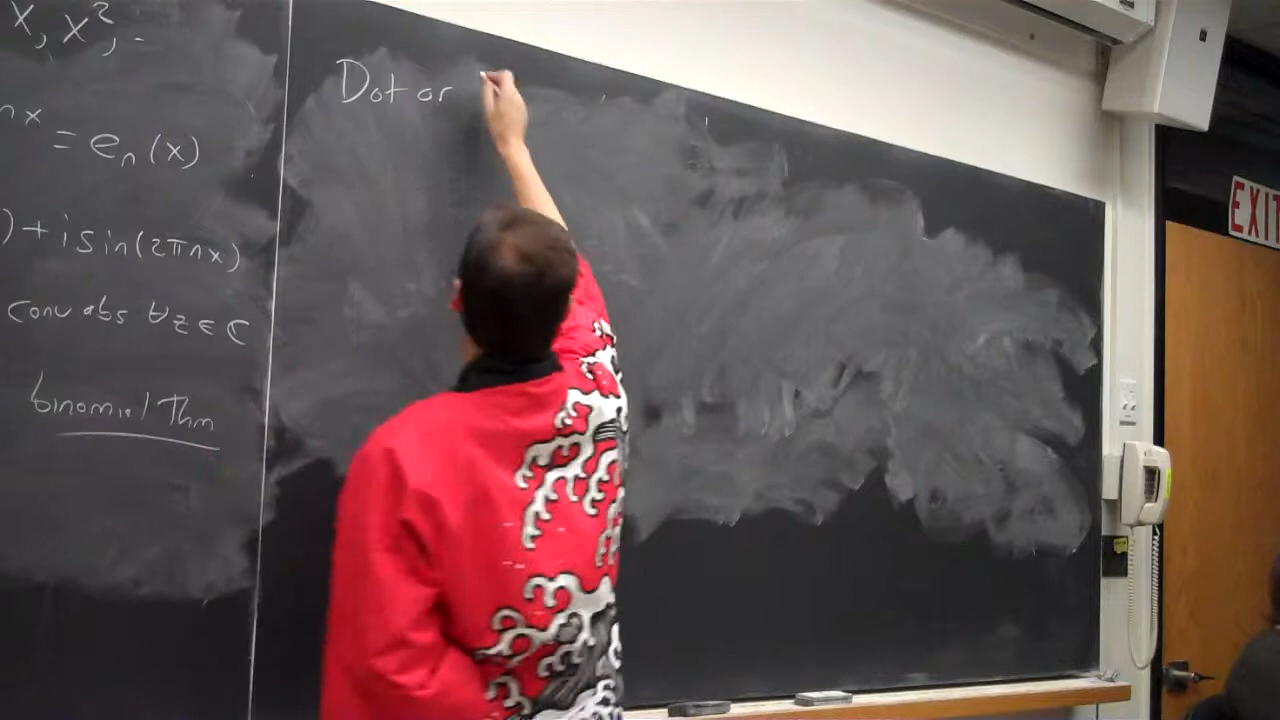 x, x², ..
nx = eₙ(x)
) + i sin(2πnx)
conv abs ∀z ∈ ℂ
binomial Thm
Dot or
EXIT